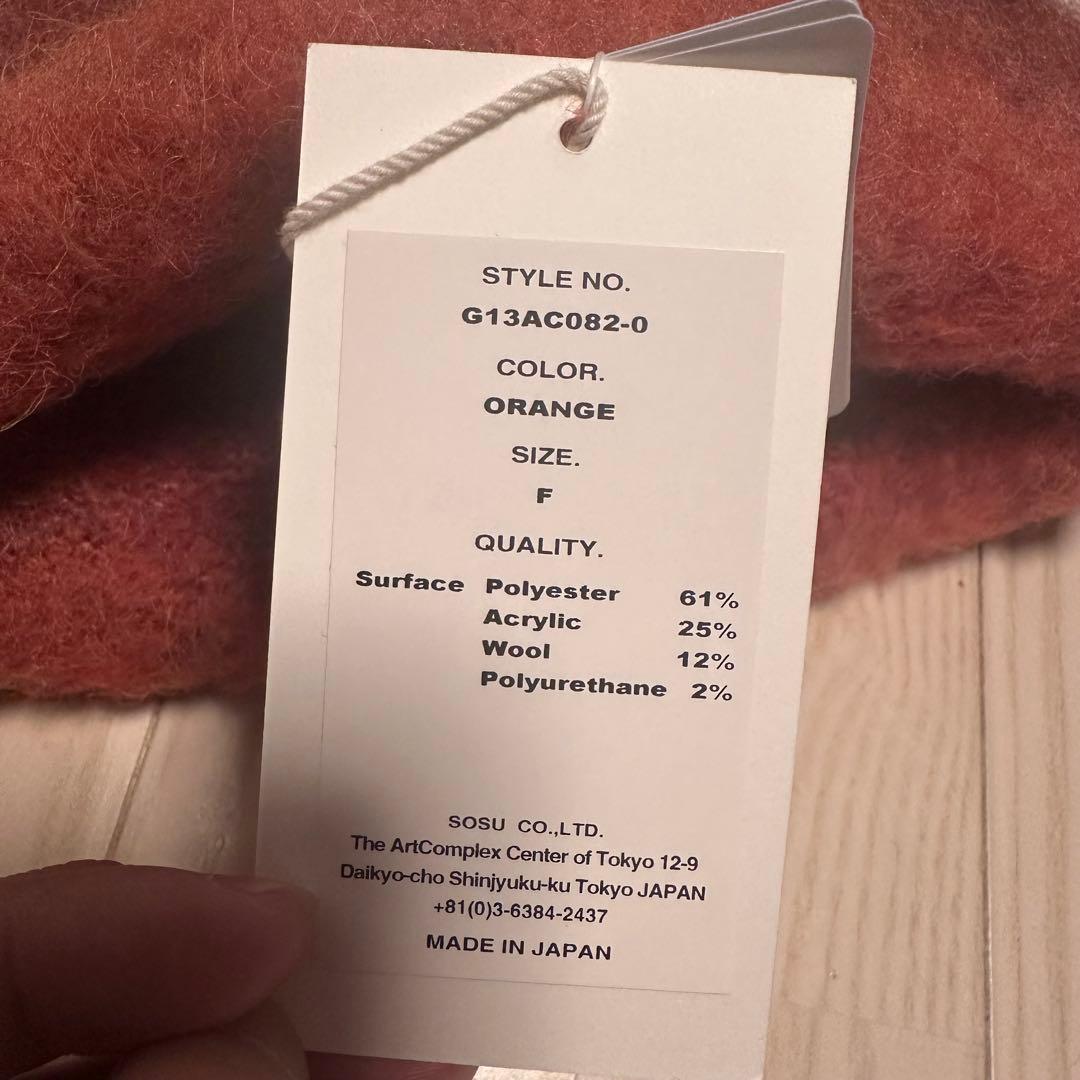 STYLE NO.
G13AC082-0
COLOR.
ORANGE
SIZE.
F
QUALITY.
Surface Polyester 61%
Acrylic 25%
Wool 12%
Polyurethane 2%
SOSU CO.,LTD.
The ArtComplex Center of Tokyo 12-9
Daikyo-cho Shinjyuku-ku Tokyo JAPAN
+81(0)3-6384-2437
MADE IN JAPAN